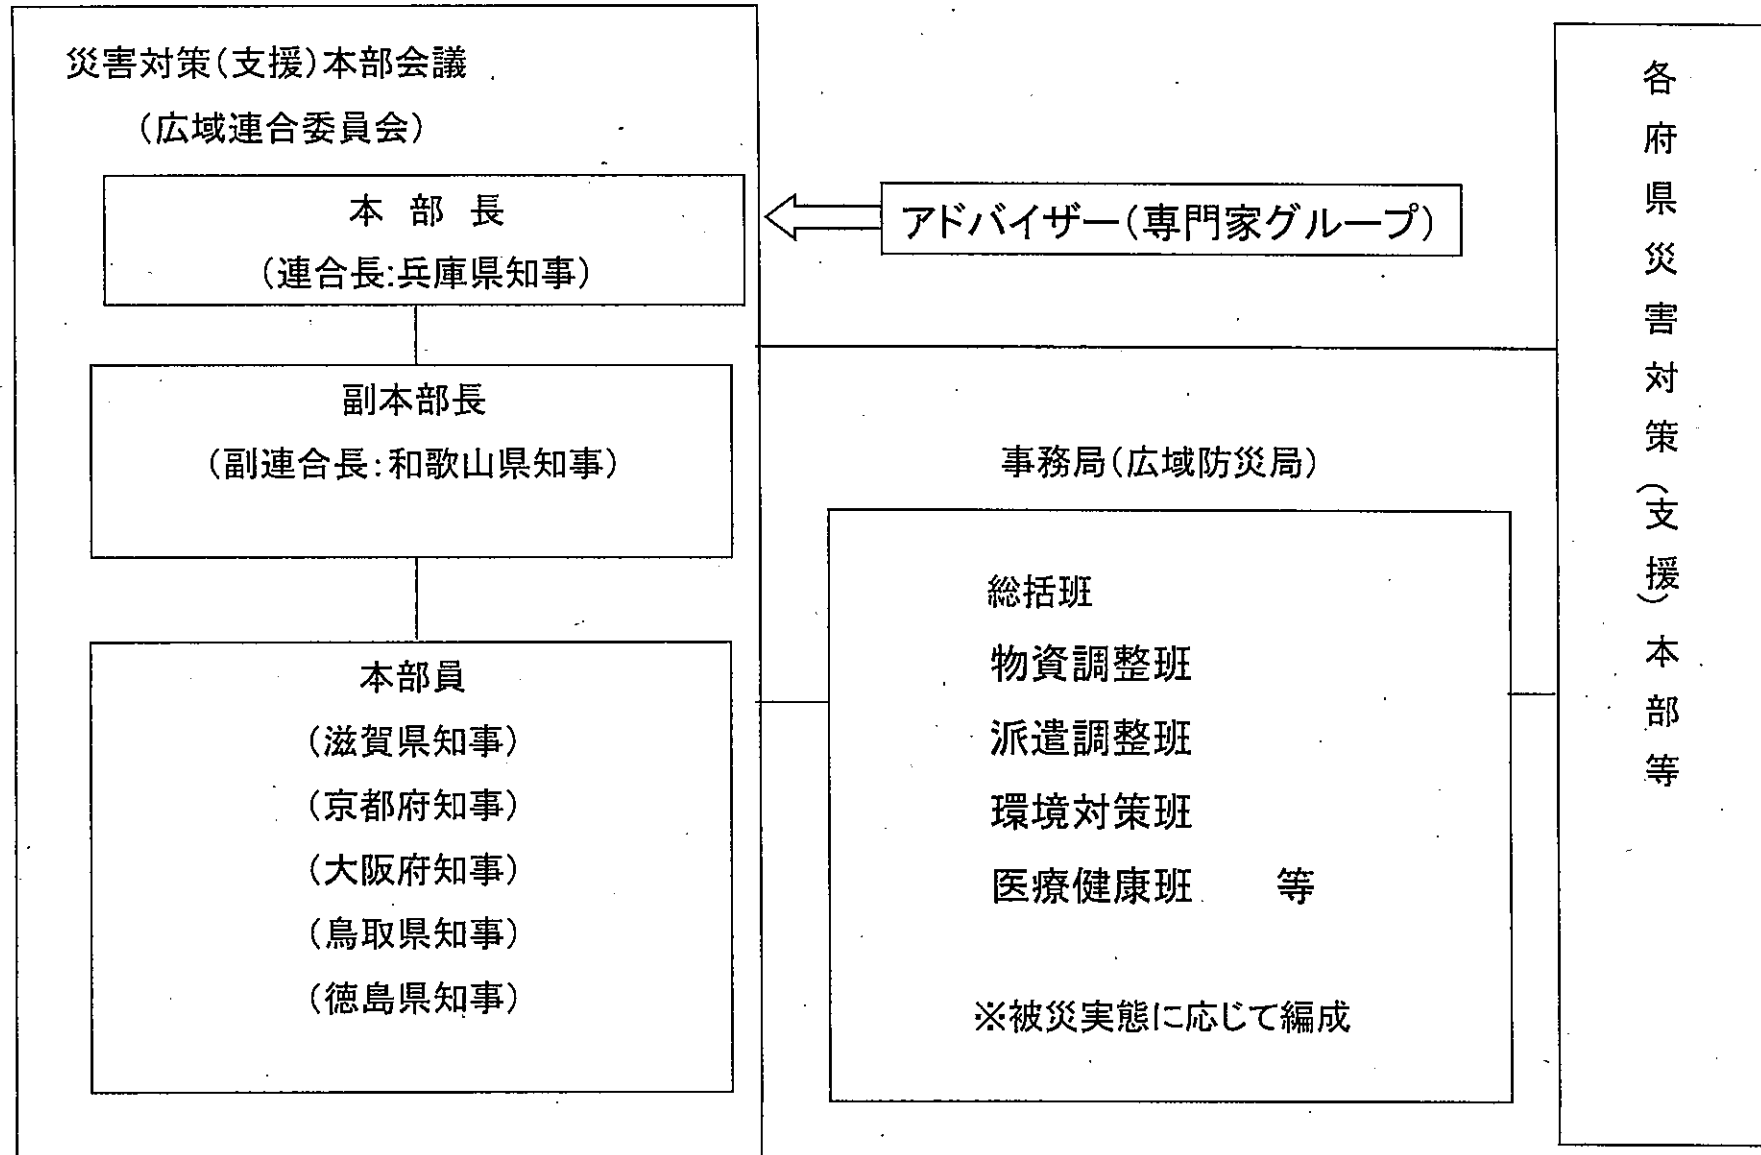 災害対策(支援)本部会議
(広域連合委員会)
本部長
(連合長:兵庫県知事)
副本部長
(副連合長:和歌山県知事)
本部員
(滋賀県知事)
(京都府知事)
(大阪府知事)
(鳥取県知事)
(徳島県知事)
アドバイザー(専門家グループ)
事務局(広域防災局)
総括班
物資調整班
派遣調整班
環境対策班
医療健康班 等
※被災実態に応じて編成
各府県災害対策(支援)本部等